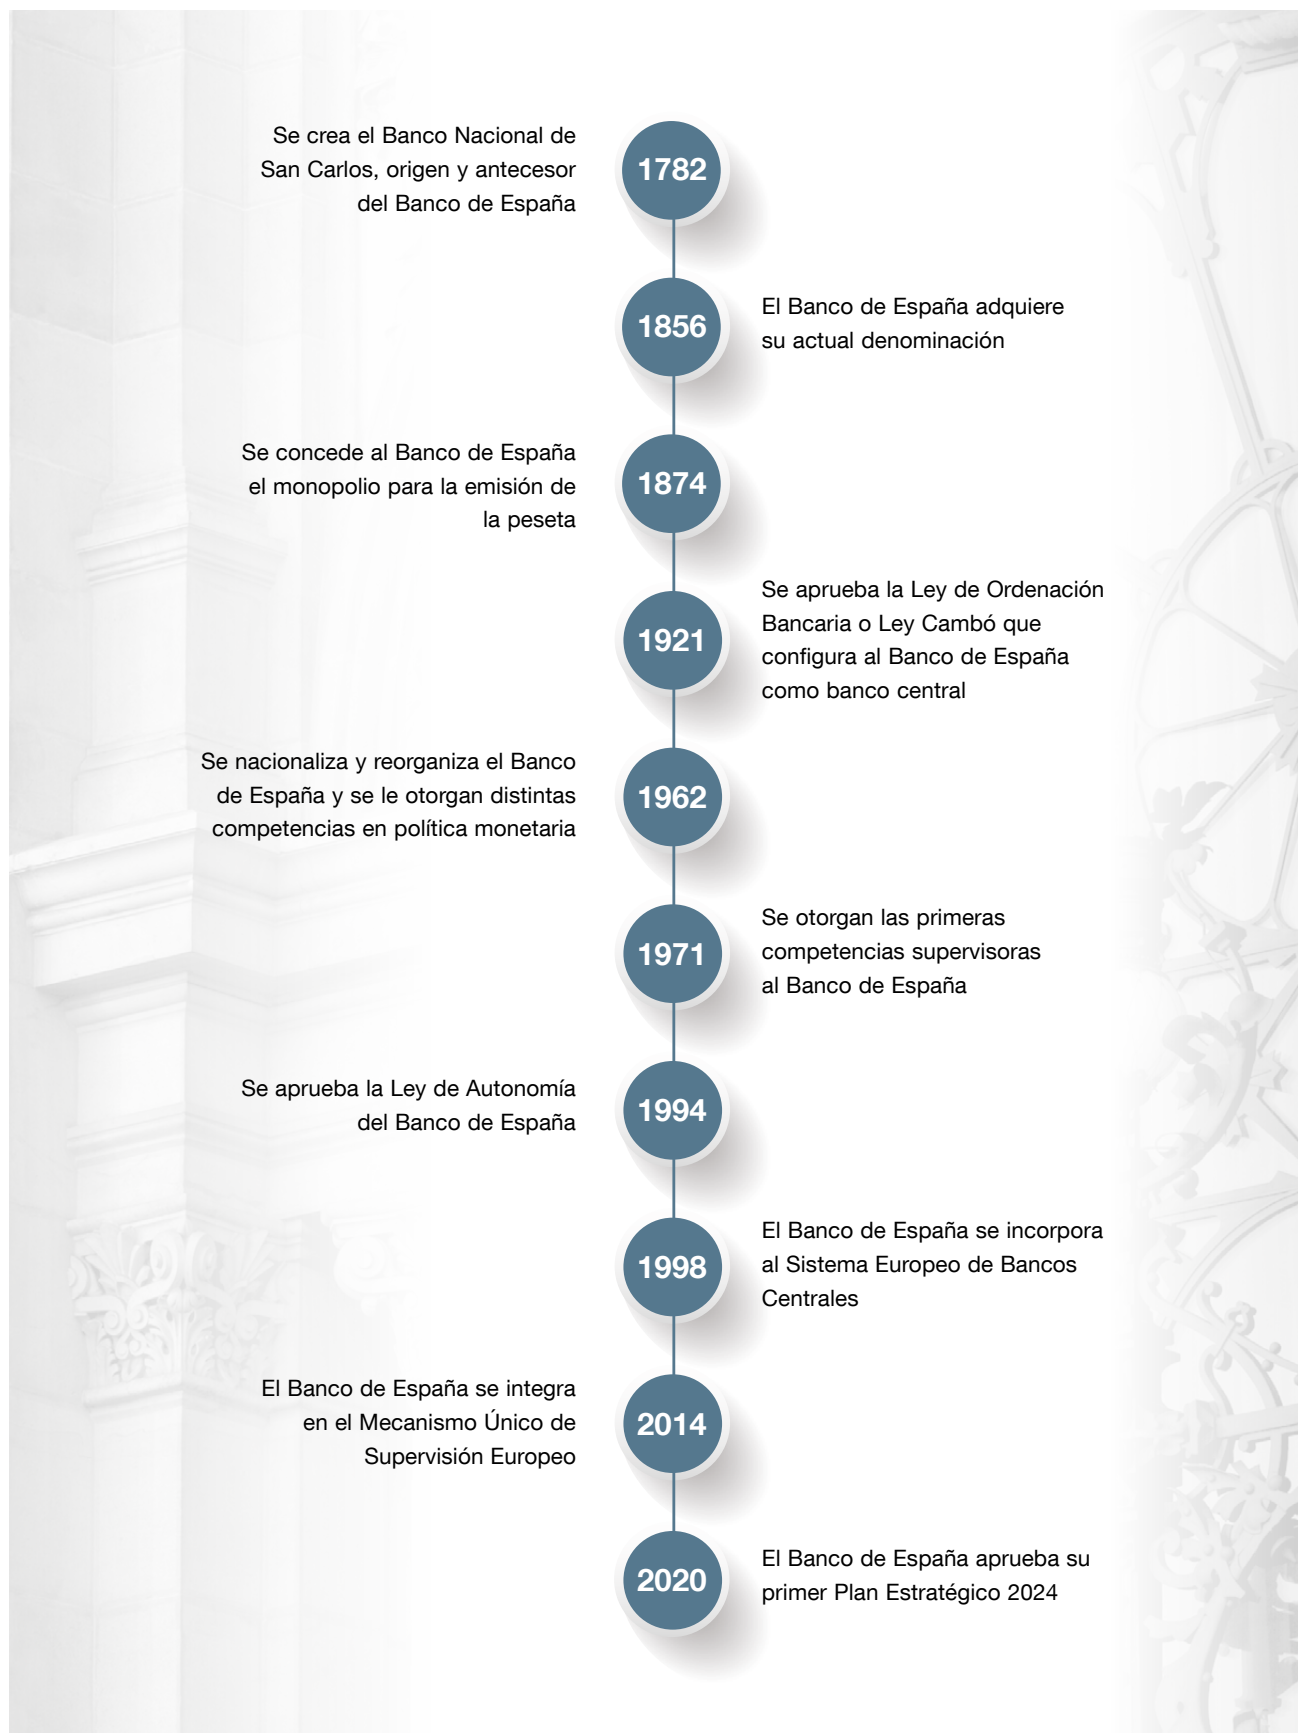 Se crea el Banco Nacional de
San Carlos, origen y antecesor
del Banco de España
1782
1856
El Banco de España adquiere
su actual denominación
Se concede al Banco de España
el monopolio para la emisión de
la peseta
1874
1921
Se aprueba la Ley de Ordenación
Bancaria o Ley Cambó que
configura al Banco de España
como banco central
Se nacionaliza y reorganiza el Banco
de España y se le otorgan distintas
competencias en política monetaria
1962
1971
Se otorgan las primeras
competencias supervisoras
al Banco de España
Se aprueba la Ley de Autonomía
del Banco de España
1994
1998
El Banco de España se incorpora
al Sistema Europeo de Bancos
Centrales
El Banco de España se integra
en el Mecanismo Único de
Supervisión Europeo
2014
2020
El Banco de España aprueba su
primer Plan Estratégico 2024